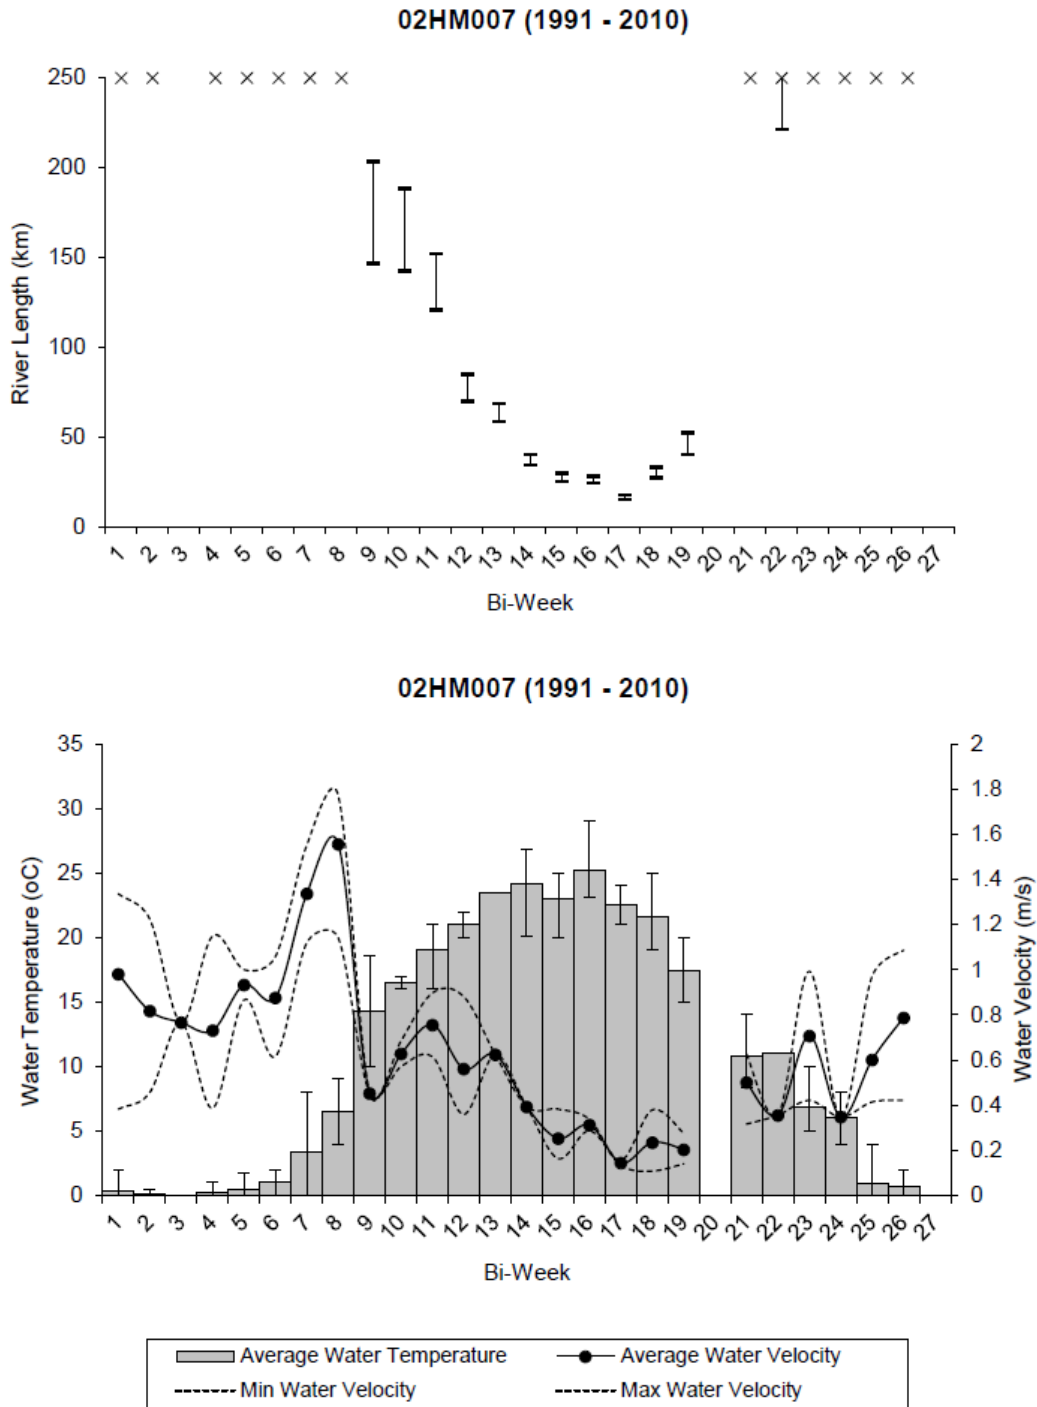 02HM007 (1991 - 2010)
250
200
150
100
50
0
River Length (km)
1 2 3 4 5 6 7 8 9 10 11 12 13 14 15 16 17 18 19 20 21 22 23 24 25 26 27
Bi-Week
02HM007 (1991 - 2010)
35
30
25
20
15
10
5
0
Water Temperature (oC)
2
1.8
1.6
1.4
1.2
1
0.8
0.6
0.4
0.2
0
Water Velocity (m/s)
1 2 3 4 5 6 7 8 9 10 11 12 13 14 15 16 17 18 19 20 21 22 23 24 25 26 27
Bi-Week
Average Water Temperature Average Water Velocity
Min Water Velocity Max Water Velocity